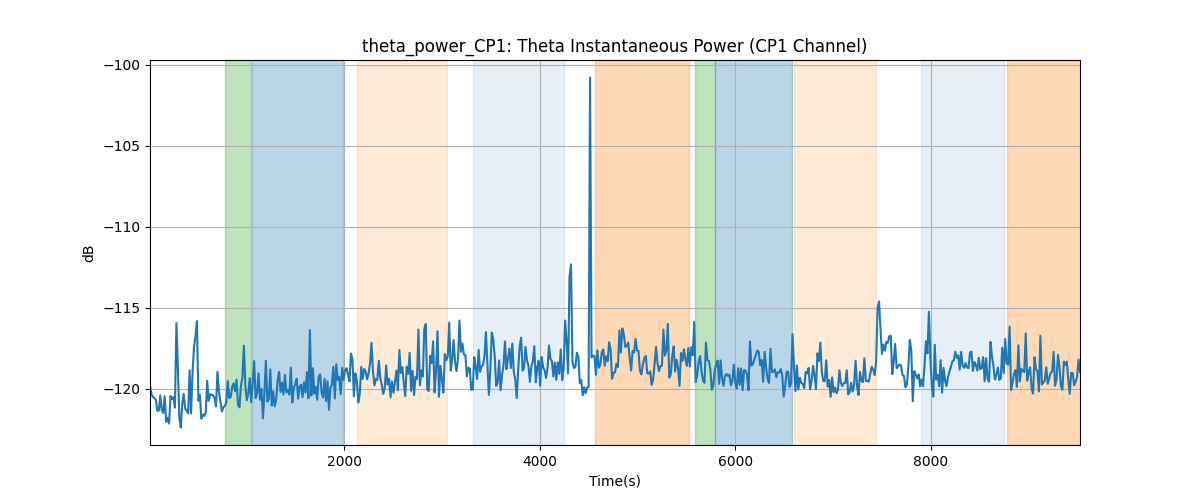 theta_power_CP1: Theta Instantaneous Power (CP1 Channel)
−100
−105
−110
−115
−120
dB
2000 4000 6000 8000
Time(s)